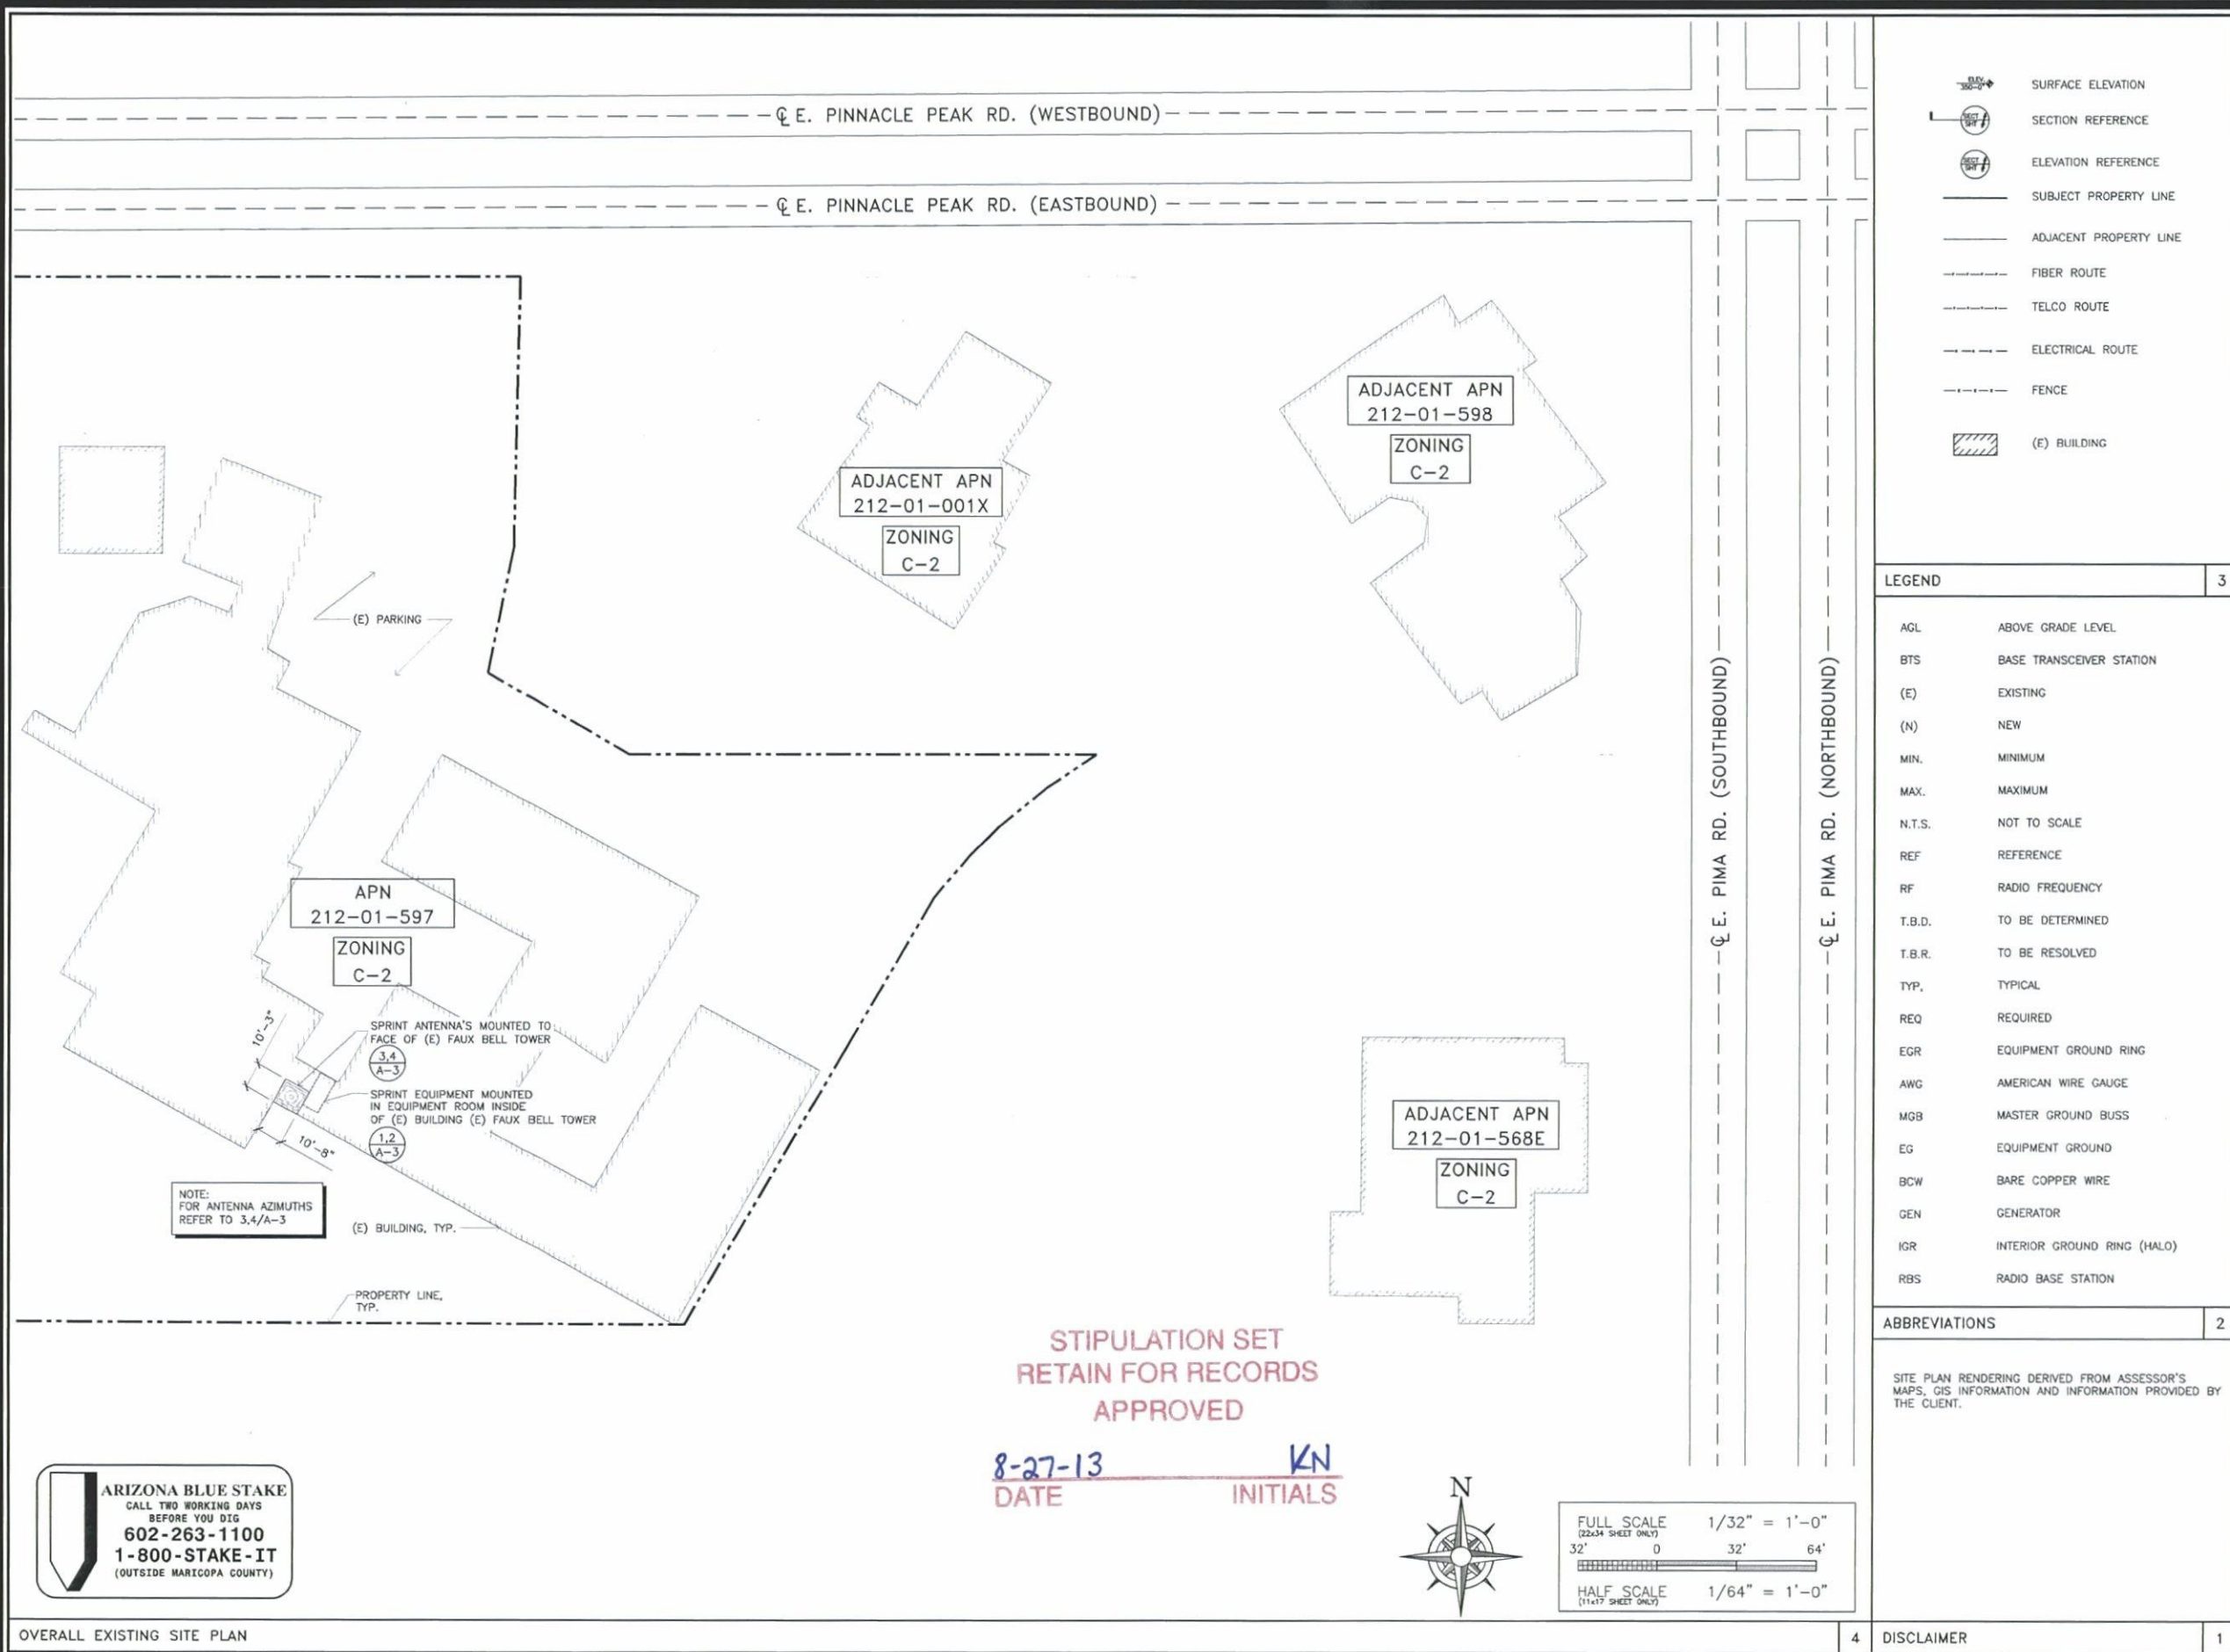 ℄ E. PINNACLE PEAK RD. (WESTBOUND)
℄ E. PINNACLE PEAK RD. (EASTBOUND)
ADJACENT APN
212-01-598
ZONING
C-2
ADJACENT APN
212-01-001X
ZONING
C-2
(E) PARKING
℄ E. PIMA RD. (SOUTHBOUND)
℄ E. PIMA RD. (NORTHBOUND)
APN
212-01-597
ZONING
C-2
10'-3"
SPRINT ANTENNA'S MOUNTED TO
FACE OF (E) FAUX BELL TOWER
3,4
A-3
SPRINT EQUIPMENT MOUNTED
IN EQUIPMENT ROOM INSIDE
OF (E) BUILDING (E) FAUX BELL TOWER
1,2
A-3
10'-8"
ADJACENT APN
212-01-568E
ZONING
C-2
NOTE:
FOR ANTENNA AZIMUTHS
REFER TO 3,4/A-3
(E) BUILDING, TYP.
PROPERTY LINE,
TYP.
STIPULATION SET
RETAIN FOR RECORDS
APPROVED
8-27-13 KN
DATE INITIALS
ARIZONA BLUE STAKE
CALL TWO WORKING DAYS
BEFORE YOU DIG
602-263-1100
1-800-STAKE-IT
(OUTSIDE MARICOPA COUNTY)
N
FULL SCALE 1/32" = 1'-0"
(22x34 SHEET ONLY)
32' 0 32' 64'
HALF SCALE 1/64" = 1'-0"
(11x17 SHEET ONLY)
OVERALL EXISTING SITE PLAN 4
ELEV SURFACE ELEVATION
SECT SECTION REFERENCE
SECT ELEVATION REFERENCE
SUBJECT PROPERTY LINE
ADJACENT PROPERTY LINE
FIBER ROUTE
TELCO ROUTE
ELECTRICAL ROUTE
FENCE
(E) BUILDING
LEGEND 3
AGL ABOVE GRADE LEVEL
BTS BASE TRANSCEIVER STATION
(E) EXISTING
(N) NEW
MIN. MINIMUM
MAX. MAXIMUM
N.T.S. NOT TO SCALE
REF REFERENCE
RF RADIO FREQUENCY
T.B.D. TO BE DETERMINED
T.B.R. TO BE RESOLVED
TYP. TYPICAL
REQ REQUIRED
EGR EQUIPMENT GROUND RING
AWG AMERICAN WIRE GAUGE
MGB MASTER GROUND BUSS
EG EQUIPMENT GROUND
BCW BARE COPPER WIRE
GEN GENERATOR
IGR INTERIOR GROUND RING (HALO)
RBS RADIO BASE STATION
ABBREVIATIONS 2
SITE PLAN RENDERING DERIVED FROM ASSESSOR'S
MAPS, GIS INFORMATION AND INFORMATION PROVIDED BY
THE CLIENT.
DISCLAIMER 1